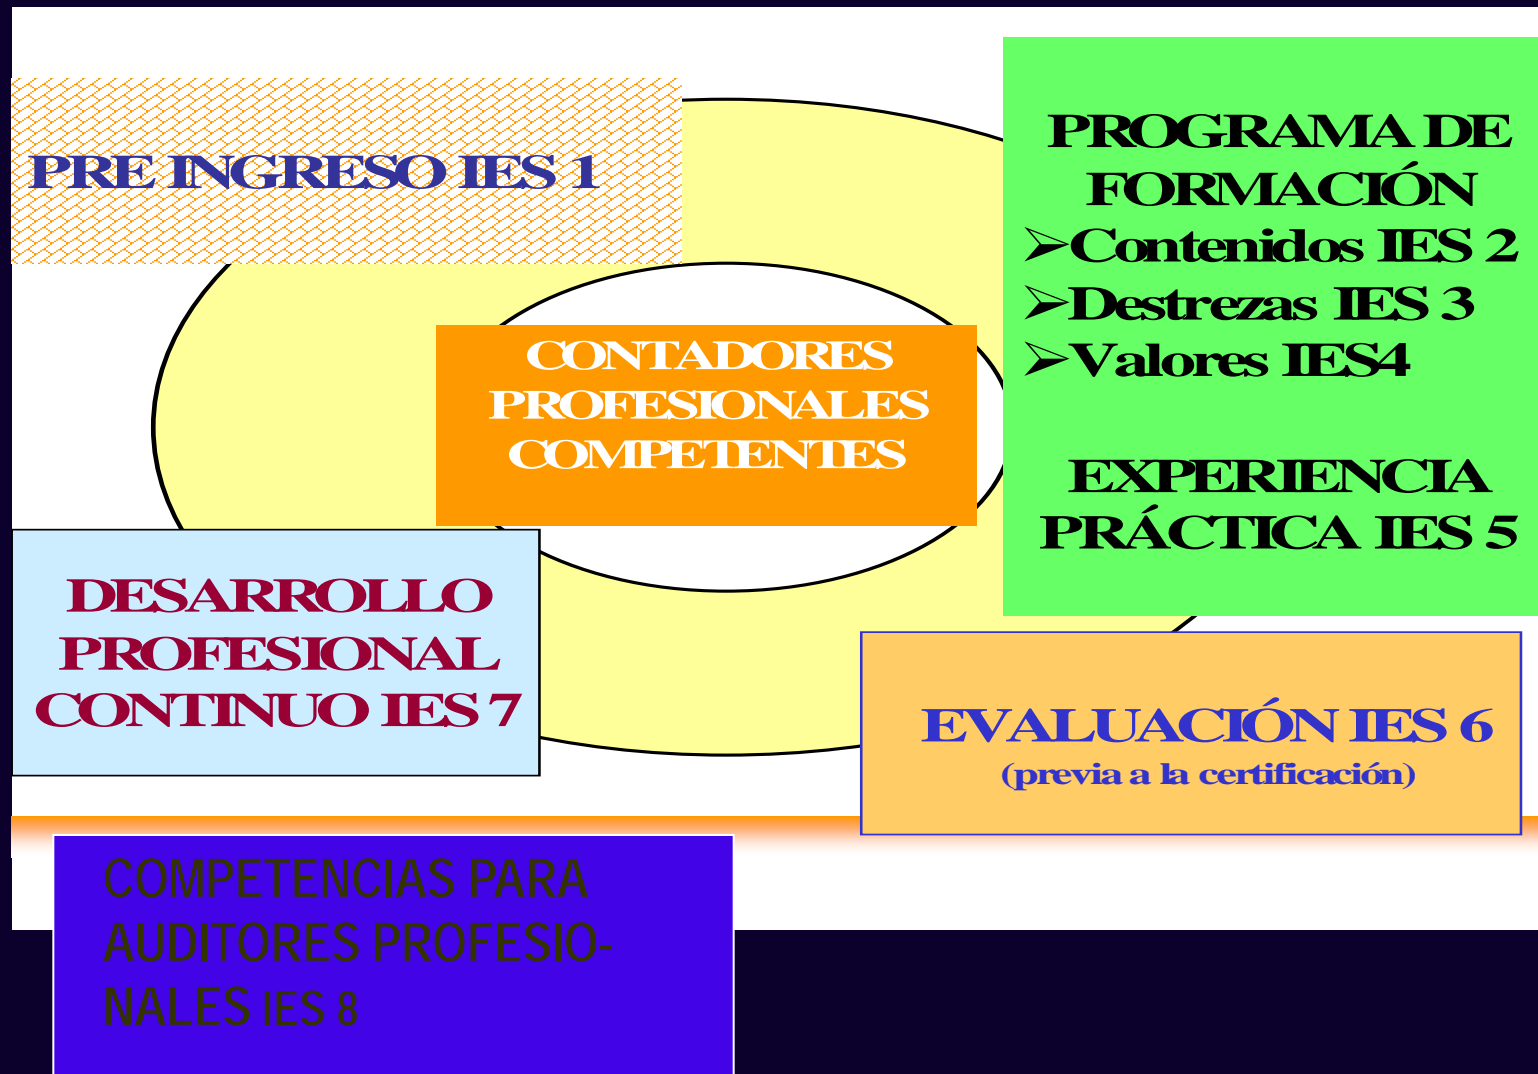 PRE INGRESO IES 1
PROGRAMA DE
FORMACIÓN
➢Contenidos IES 2
➢Destrezas IES 3
➢Valores IES4
EXPERIENCIA
PRÁCTICA IES 5
CONTADORES
PROFESIONALES
COMPETENTES
DESARROLLO
PROFESIONAL
CONTINUO IES 7
EVALUACIÓN IES 6
(previa a la certificación)
COMPETENCIAS PARA
AUDITORES PROFESIO-
NALES IES 8